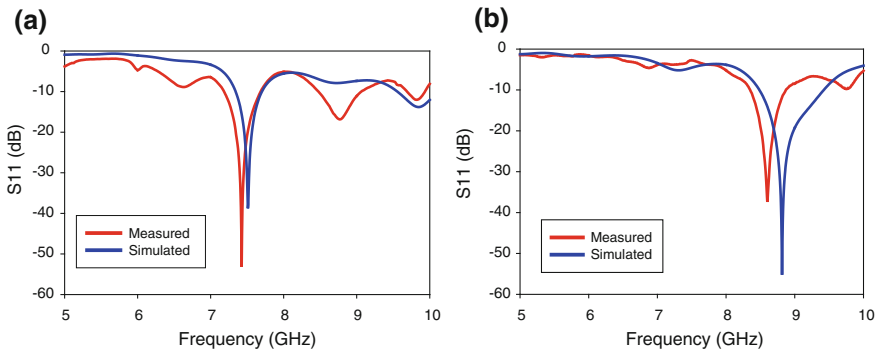 (a)
0
-10
-20
-30
-40
-50
-60
S11 (dB)
Measured
Simulated
5 6 7 8 9 10
Frequency (GHz)
(b)
0
-10
-20
-30
-40
-50
-60
S11 (dB)
Measured
Simulated
5 6 7 8 9 10
Frequency (GHz)